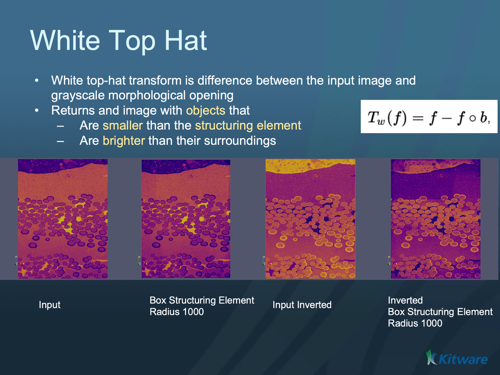 White Top Hat
• White top-hat transform is difference between the input image and
grayscale morphological opening
• Returns and image with objects that
– Are smaller than the structuring element
– Are brighter than their surroundings
T_w(f) = f − f ∘ b,
Input
Box Structuring Element
Radius 1000
Input Inverted
Inverted
Box Structuring Element
Radius 1000
Kitware